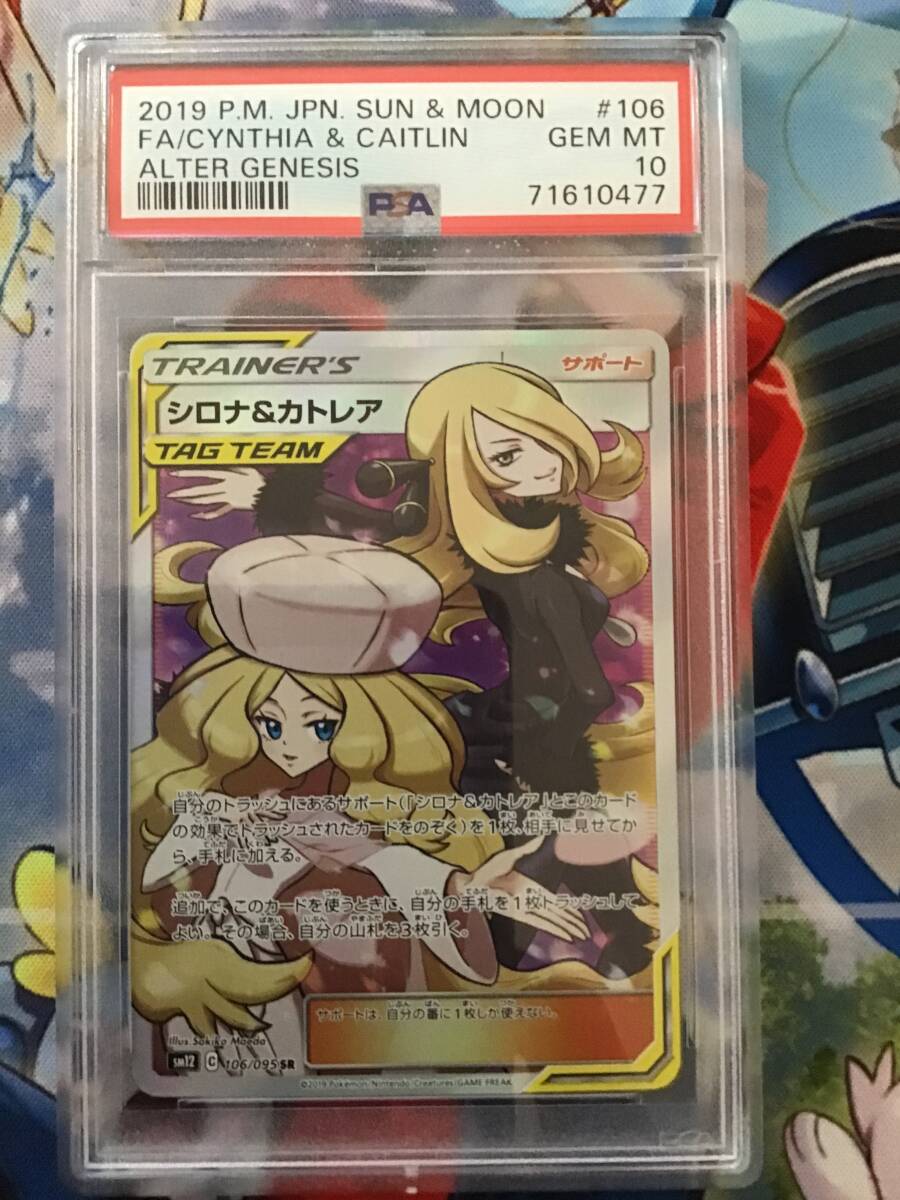 2019 P.M. JPN. SUN & MOON #106
FA/CYNTHIA & CAITLIN GEM MT
ALTER GENESIS 10
PSA 71610477
TRAINER'S サポート
シロナ&カトレア
TAG TEAM
自分のトラッシュにあるサポート(「シロナ&カトレア」とこのカード
の効果でトラッシュされたカードをのぞく)を1枚、相手に見せてか
ら、手札に加える。
追加で、このカードを使うときに、自分の手札を1枚トラッシュして
よい。その場合、自分の山札を3枚引く。
サポートは、自分の番に1枚しか使えない。
Illus. Sakiko Maeda
sm12 C 106/095 SR
©2019 Pokémon/Nintendo/Creatures/GAME FREAK